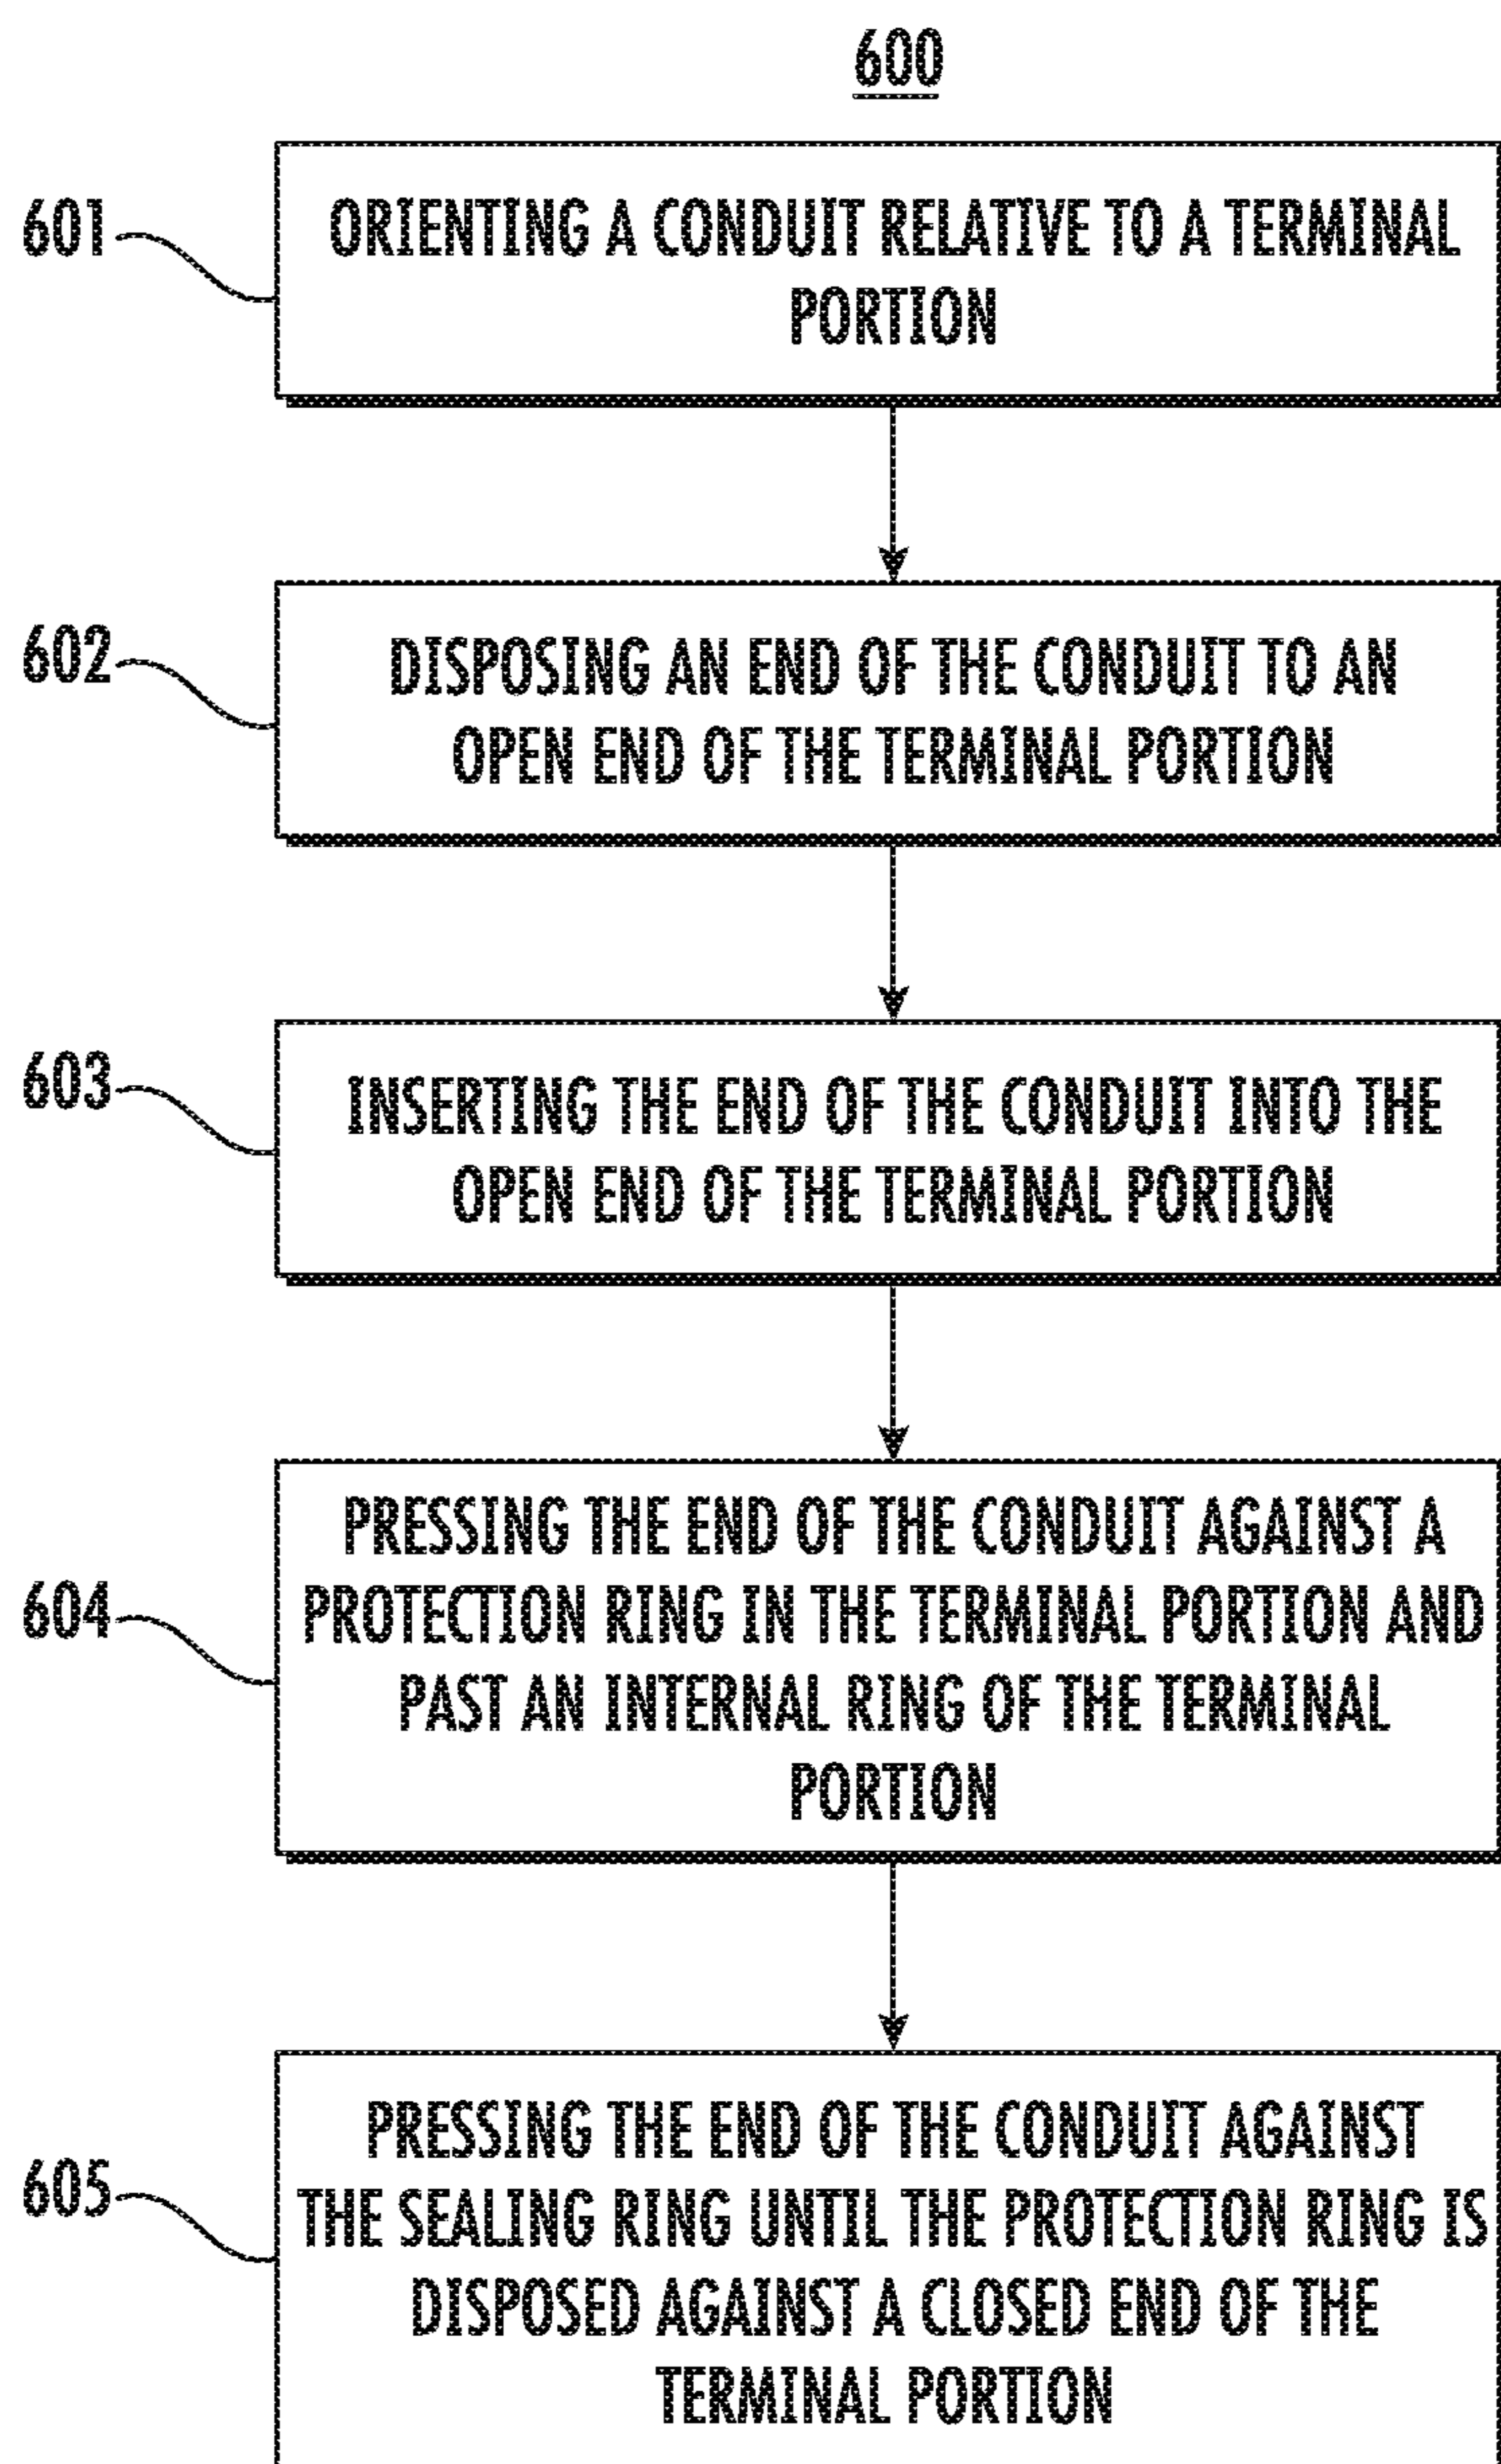 600
601
ORIENTING A CONDUIT RELATIVE TO A TERMINAL
PORTION
602
DISPOSING AN END OF THE CONDUIT TO AN
OPEN END OF THE TERMINAL PORTION
603
INSERTING THE END OF THE CONDUIT INTO THE
OPEN END OF THE TERMINAL PORTION
604
PRESSING THE END OF THE CONDUIT AGAINST A
PROTECTION RING IN THE TERMINAL PORTION AND
PAST AN INTERNAL RING OF THE TERMINAL
PORTION
605
PRESSING THE END OF THE CONDUIT AGAINST
THE SEALING RING UNTIL THE PROTECTION RING IS
DISPOSED AGAINST A CLOSED END OF THE
TERMINAL PORTION